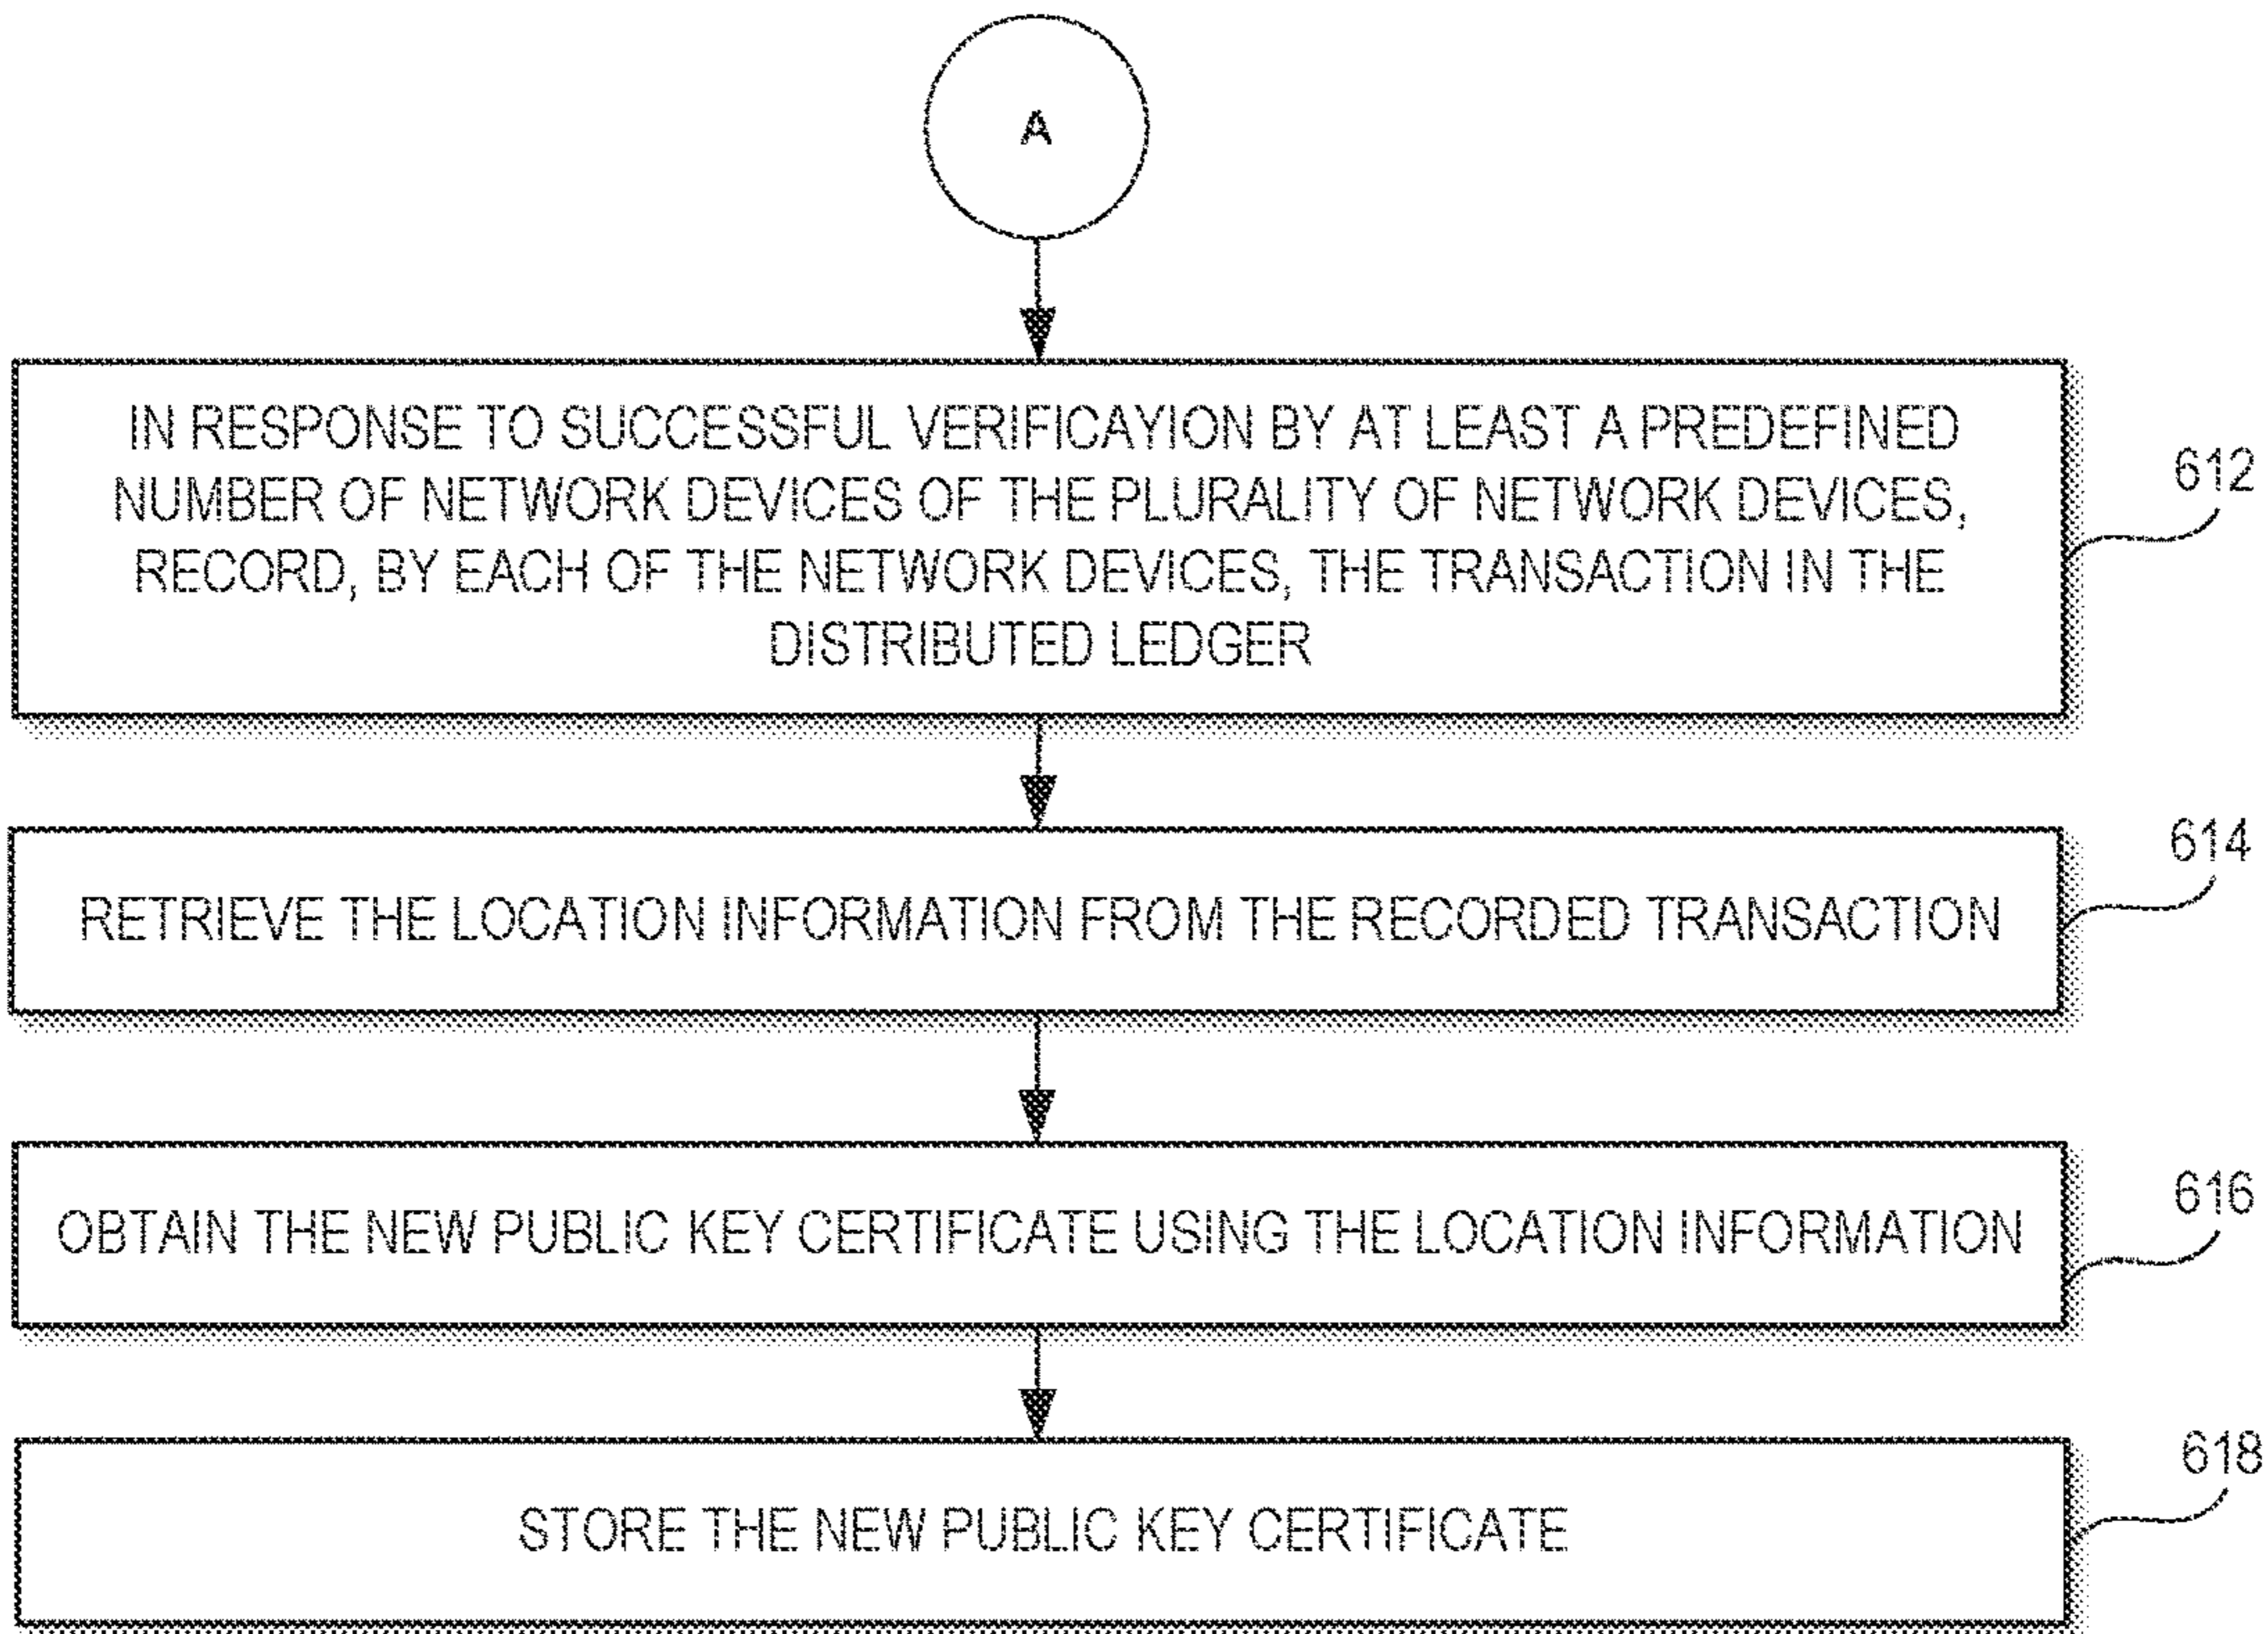 A
IN RESPONSE TO SUCCESSFUL VERIFICAYION BY AT LEAST A PREDEFINED
NUMBER OF NETWORK DEVICES OF THE PLURALITY OF NETWORK DEVICES,
RECORD, BY EACH OF THE NETWORK DEVICES, THE TRANSACTION IN THE
DISTRIBUTED LEDGER
612
RETRIEVE THE LOCATION INFORMATION FROM THE RECORDED TRANSACTION
614
OBTAIN THE NEW PUBLIC KEY CERTIFICATE USING THE LOCATION INFORMATION
616
STORE THE NEW PUBLIC KEY CERTIFICATE
618